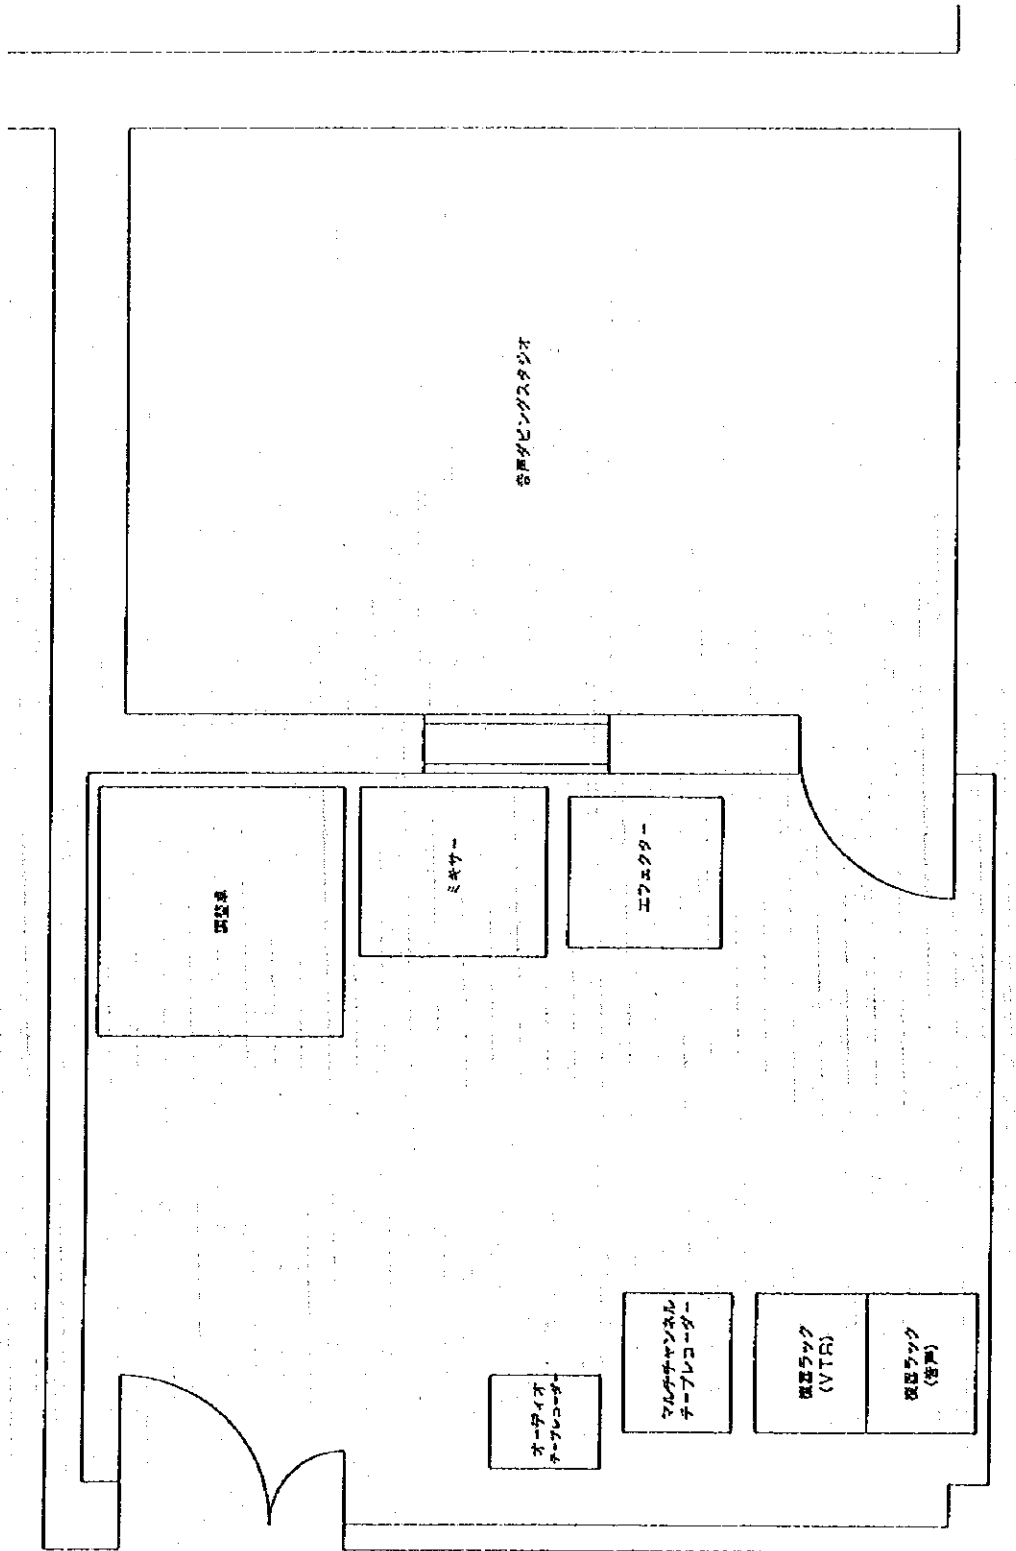 音声ダビングスタジオ
調整卓
ミキサー
エフェクター
オーディオ
テープレコーダー
マルチチャンネル
テープレコーダー
機器ラック
(VTR)
機器ラック
(音声)